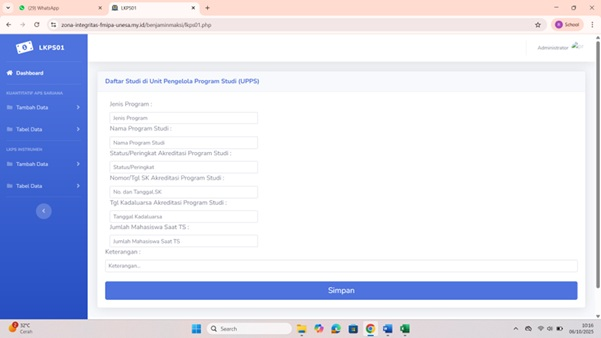 (29) WhatsApp
LKPS01
zona-integritas-fmipa-unesa.my.id/benjaminmaksi/lkps01.php
School
LKPS01
Administrator
Dashboard
Daftar Studi di Unit Pengelola Program Studi (UPPS)
KUANTITATIF APS SARJANA
Tambah Data
Tabel Data
LKPS INSTRUMEN
Tambah Data
Tabel Data
Jenis Program :
Jenis Program
Nama Program Studi :
Nama Program Studi
Status/Peringkat Akreditasi Program Studi :
Status/Peringkat
Nomor/Tgl SK Akreditasi Program Studi :
No. dan Tanggal SK
Tgl Kadaluarsa Akreditasi Program Studi :
Tanggal Kadaluarsa
Jumlah Mahasiswa Saat TS :
Jumlah Mahasiswa Saat TS
Keterangan :
Keterangan...
Simpan
32°C
Cerah
Search
10:16
06/10/2025